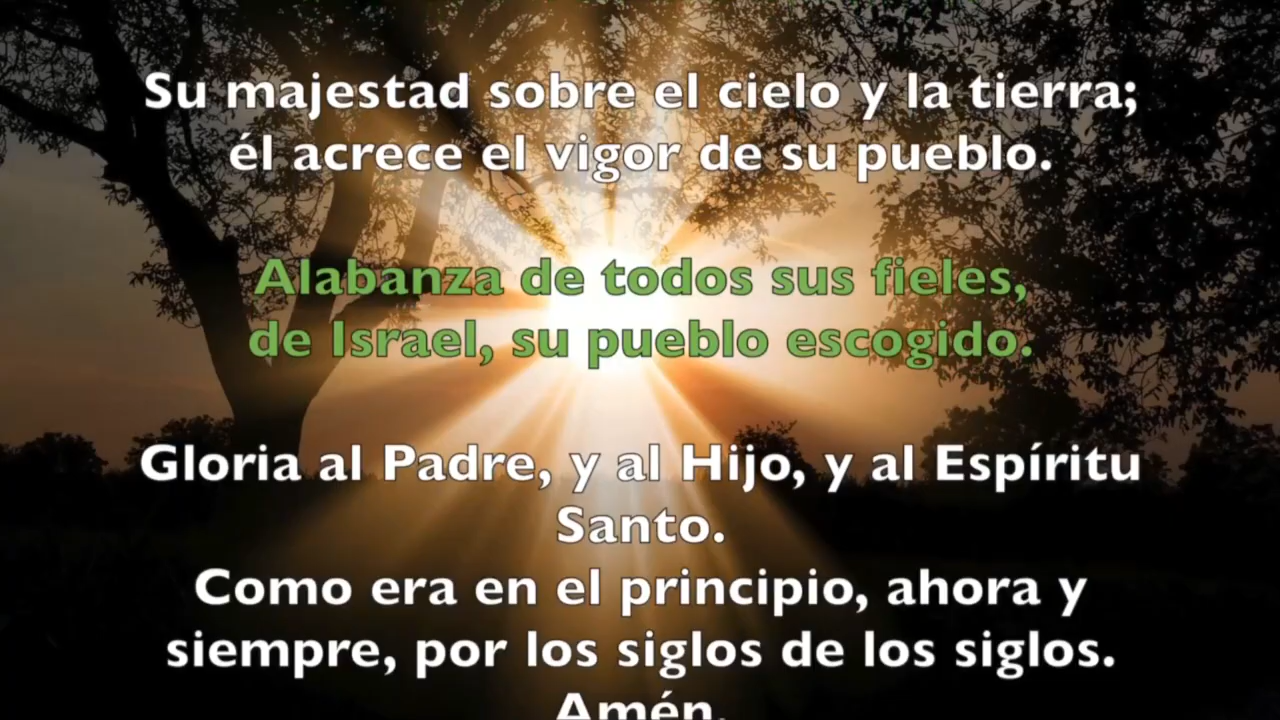 Su majestad sobre el cielo y la tierra;
él acrece el vigor de su pueblo.
Alabanza de todos sus fieles,
de Israel, su pueblo escogido.
Gloria al Padre, y al Hijo, y al Espíritu
Santo.
Como era en el principio, ahora y
siempre, por los siglos de los siglos.
Amén.